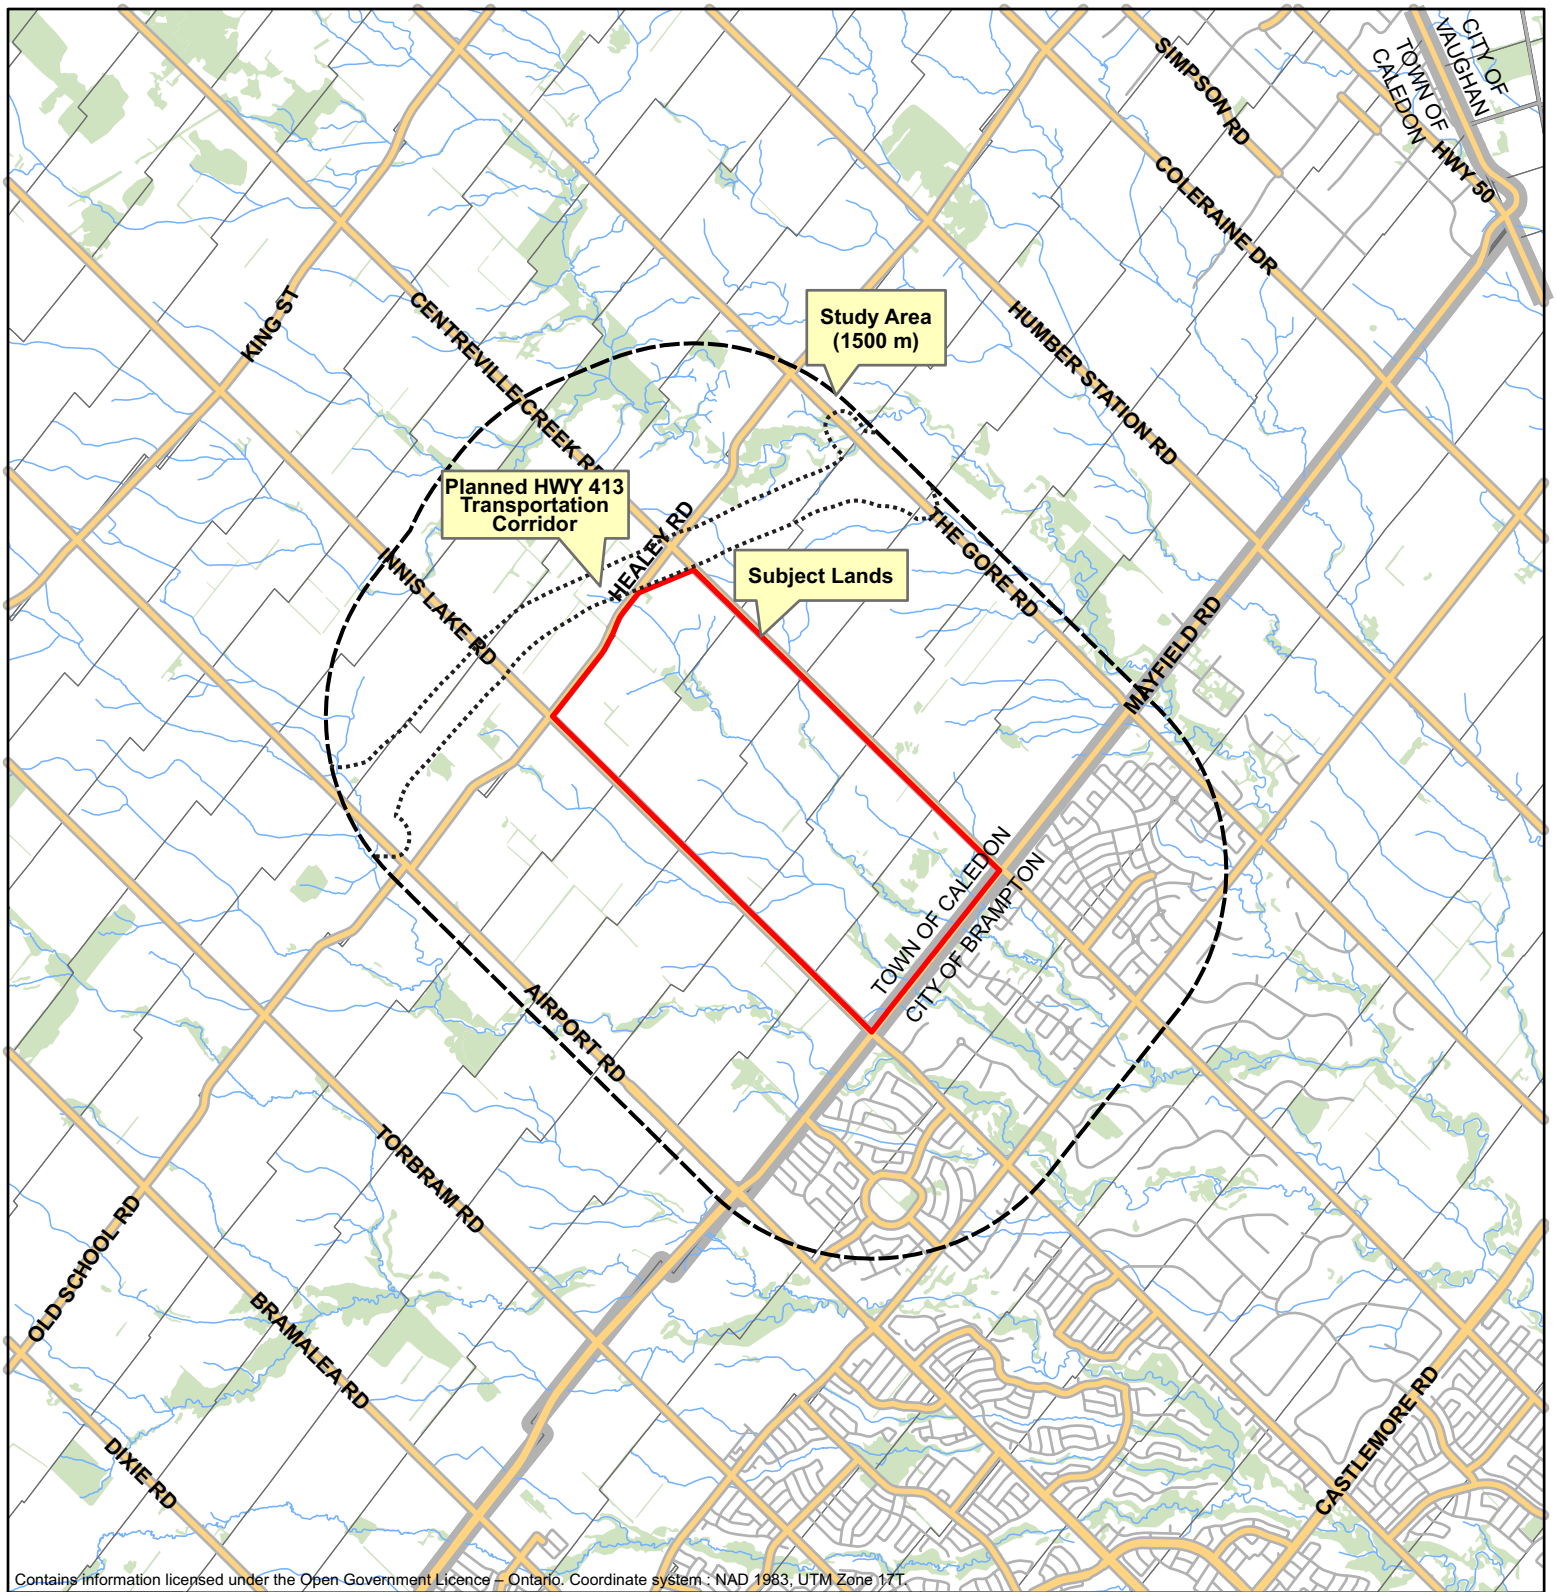 CITY OF
VAUGHAN
TOWN OF
CALEDON
SIMPSON RD
HWY 50
COLERAINE DR
KING ST
CENTREVILLE CREEK RD
HUMBER STATION RD
Study Area
(1500 m)
Planned HWY 413
Transportation
Corridor
HEALEY RD
THE GORE RD
INNIS LAKE RD
Subject Lands
MAYFIELD RD
TOWN OF CALEDON
CITY OF BRAMPTON
AIRPORT RD
TORBRAM RD
OLD SCHOOL RD
BRAMALEA RD
DIXIE RD
CASTLEMORE RD
Contains information licensed under the Open Government Licence – Ontario. Coordinate system : NAD 1983, UTM Zone 17T.